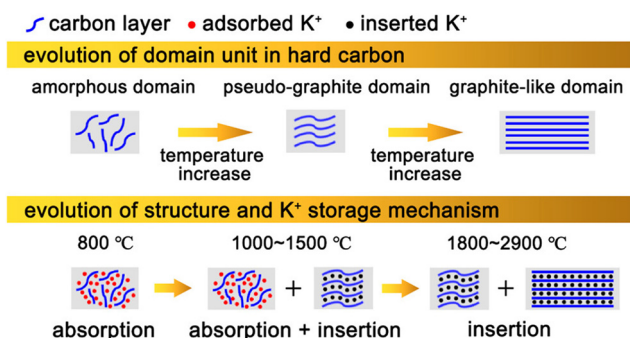 carbon layer adsorbed K⁺ inserted K⁺
evolution of domain unit in hard carbon
amorphous domain pseudo-graphite domain graphite-like domain
temperature increase temperature increase
evolution of structure and K⁺ storage mechanism
800 ℃ 1000~1500 ℃ 1800~2900 ℃
+ +
absorption absorption + insertion insertion